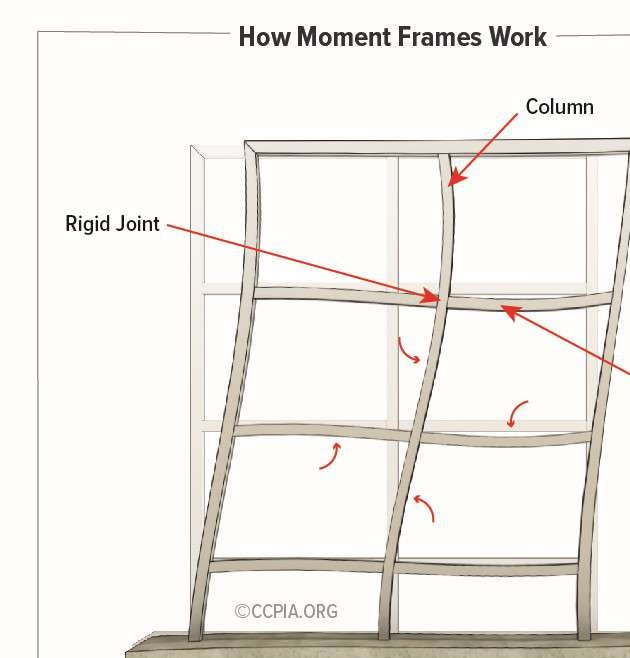 How Moment Frames Work
Column
Rigid Joint
©CCPIA.ORG